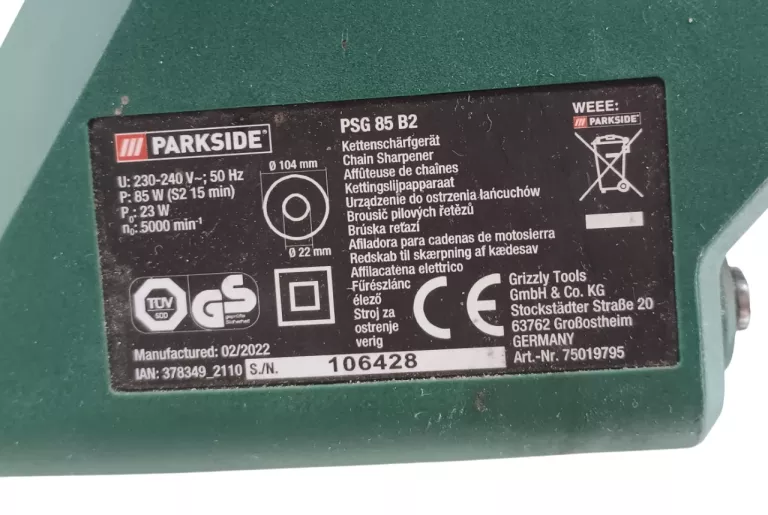 PARKSIDE®
U: 230-240 V~; 50 Hz
P: 85 W (S2 15 min)
P₀: 23 W
n₀: 5000 min⁻¹
Ø 104 mm
Ø 22 mm
TÜV
SÜD
GS
geprüfte
Sicherheit
Manufactured: 02/2022
IAN: 378349_2110
S./N.
106428
PSG 85 B2
Kettenschärfgerät
Chain Sharpener
Affûteuse de chaînes
Kettingslijpapparaat
Urządzenie do ostrzenia łańcuchów
Brousič pilových řetězů
Brúska reťazí
Afiladora para cadenas de motosierra
Redskab til skærpning af kædesav
Affilacatena elettrico
Fűrészlánc
élező
Stroj za
ostrenje
verig
CE
WEEE:
PARKSIDE
Grizzly Tools
GmbH & Co. KG
Stockstädter Straße 20
63762 Großostheim
GERMANY
Art.-Nr. 75019795